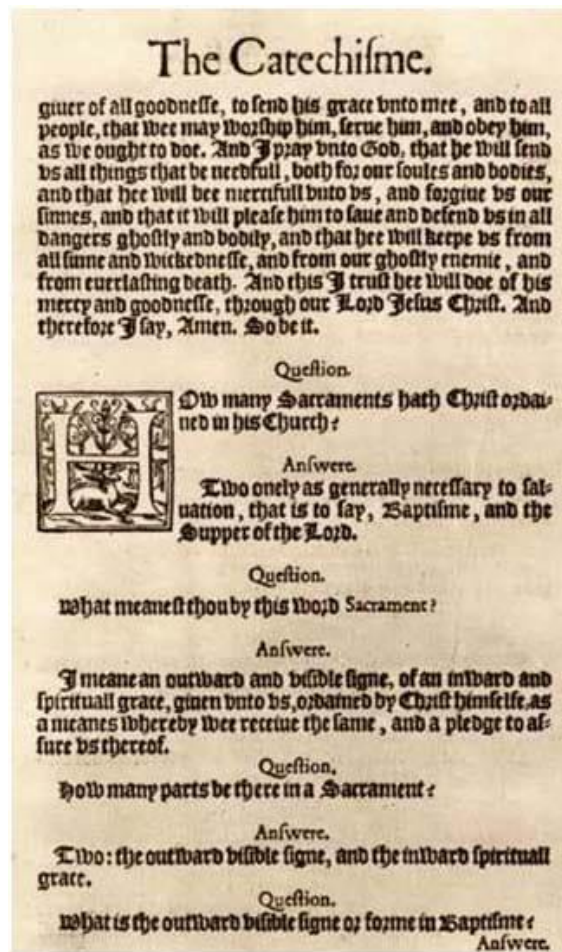 The Catechiſme.
giuer of all goodneſſe, to ſend his grace vnto mee, and to all
people, that wee may worſhip him, ſerue him, and obey him,
as we ought to doe. And I pray vnto God, that he will ſend
vs all things that be needfull, both for our ſoules and bodies,
and that hee will bee mercifull vnto vs, and forgiue vs our
ſinnes, and that it will pleaſe him to ſaue and defend vs in all
dangers ghoſtly and bodily, and that hee will keepe vs from
all ſinne and wickedneſſe, and from our ghoſtly enemie, and
from euerlaſting death. And this I truſt hee will doe of his
mercy and goodneſſe, through our Lord Jeſus Chriſt. And
therefore I ſay, Amen. So be it.
Queſtion.
HOw many Sacraments hath Chriſt ordai-
ned in his Church?
Anſwere.
Two onely as generally neceſſary to ſal-
uation, that is to ſay, Baptiſme, and the
Supper of the Lord.
Queſtion.
What meaneſt thou by this word Sacrament?
Anſwere.
I meane an outward and viſible ſigne, of an inward and
ſpirituall grace, giuen vnto vs, ordained by Chriſt himſelfe, as
a meanes whereby wee receiue the ſame, and a pledge to aſ-
ſure vs thereof.
Queſtion.
How many parts be there in a Sacrament?
Anſwere.
Two: the outward viſible ſigne, and the inward ſpirituall
grace.
Queſtion.
What is the outward viſible ſigne or forme in Baptiſme?
Anſwere.